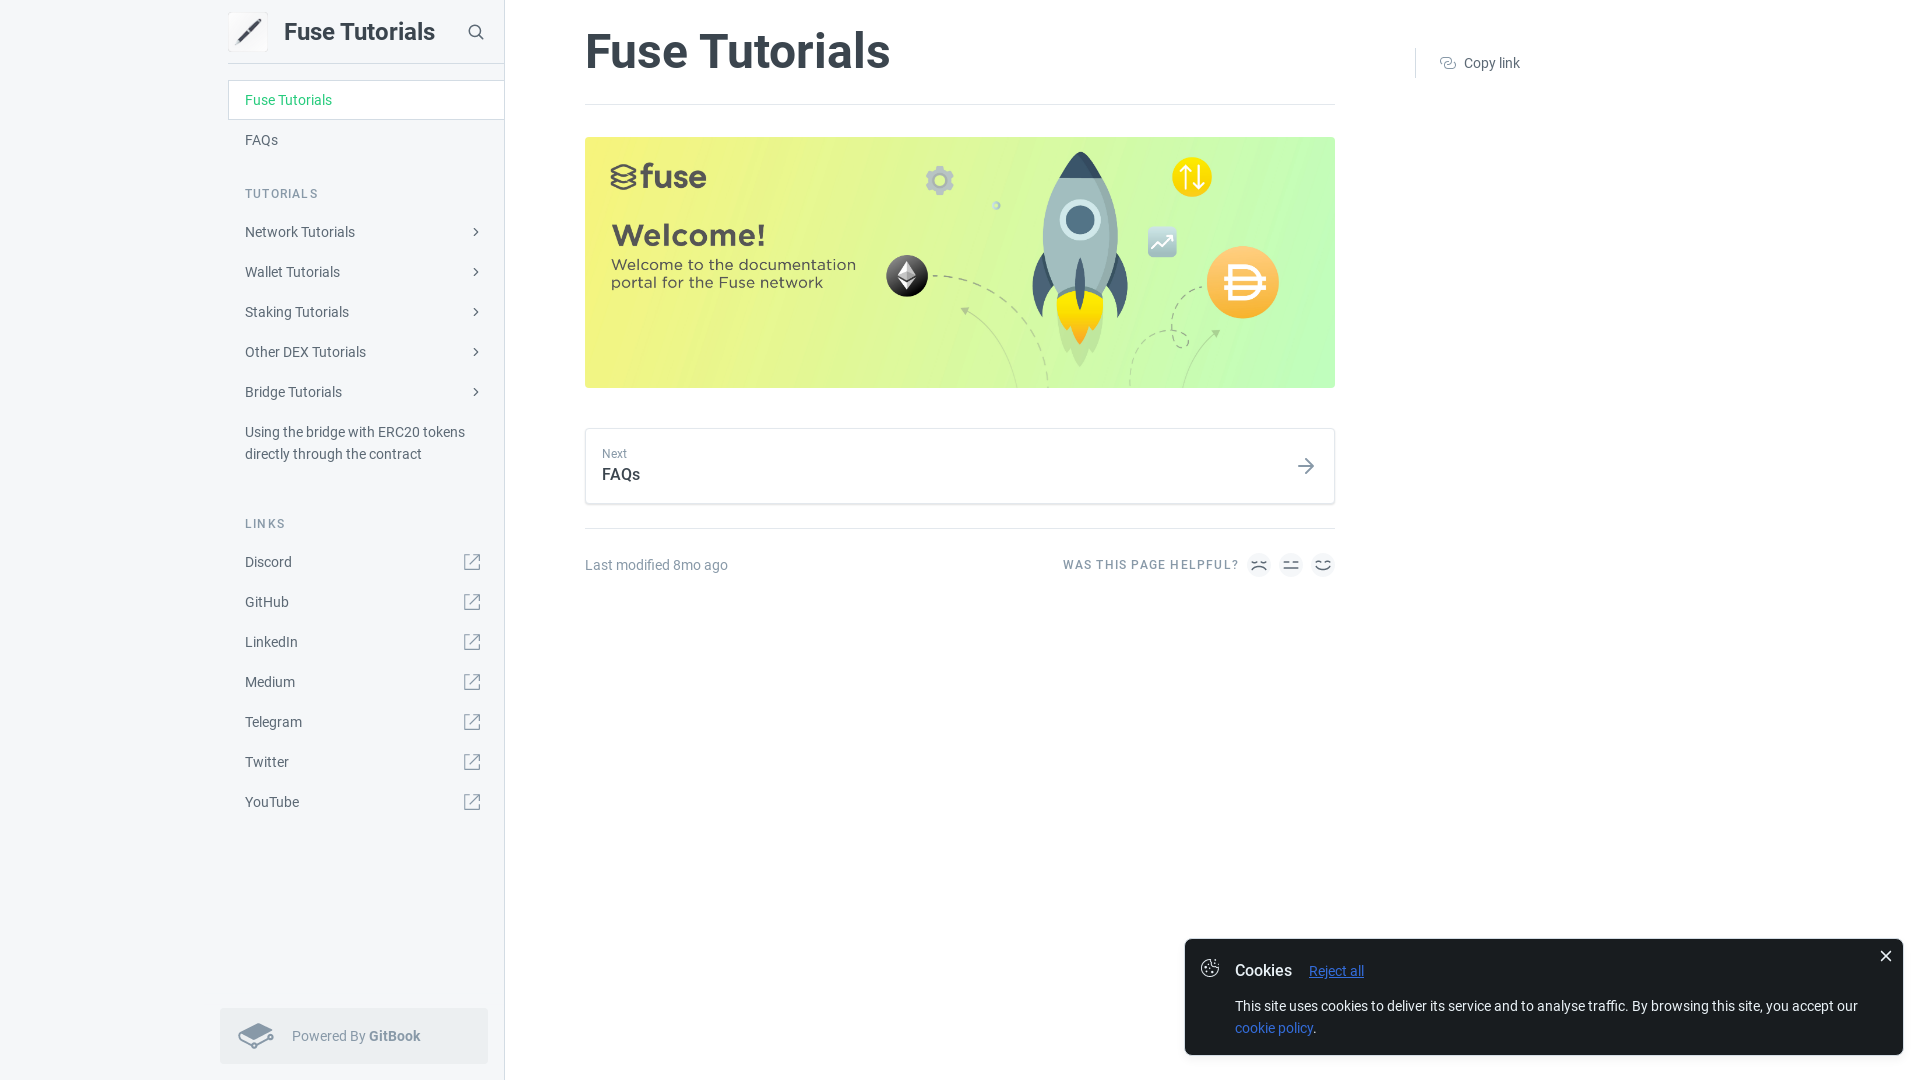 Fuse Tutorials
Fuse Tutorials
FAQs
TUTORIALS
Network Tutorials
Wallet Tutorials
Staking Tutorials
Other DEX Tutorials
Bridge Tutorials
Using the bridge with ERC20 tokens
directly through the contract
LINKS
Discord
GitHub
LinkedIn
Medium
Telegram
Twitter
YouTube
Powered By GitBook
Fuse Tutorials
Copy link
fuse
Welcome!
Welcome to the documentation
portal for the Fuse network
Next
FAQs
Last modified 8mo ago
WAS THIS PAGE HELPFUL?
Cookies
Reject all
This site uses cookies to deliver its service and to analyse traffic. By browsing this site, you accept our
cookie policy.